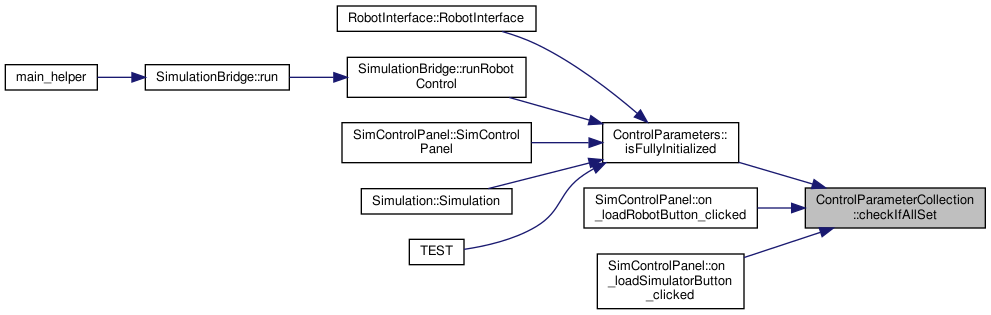 RobotInterface::RobotInterface
main_helper
SimulationBridge::run
SimulationBridge::runRobot
Control
SimControlPanel::SimControl
Panel
Simulation::Simulation
TEST
ControlParameters::
isFullyInitialized
SimControlPanel::on
_loadRobotButton_clicked
SimControlPanel::on
_loadSimulatorButton
_clicked
ControlParameterCollection
::checkIfAllSet